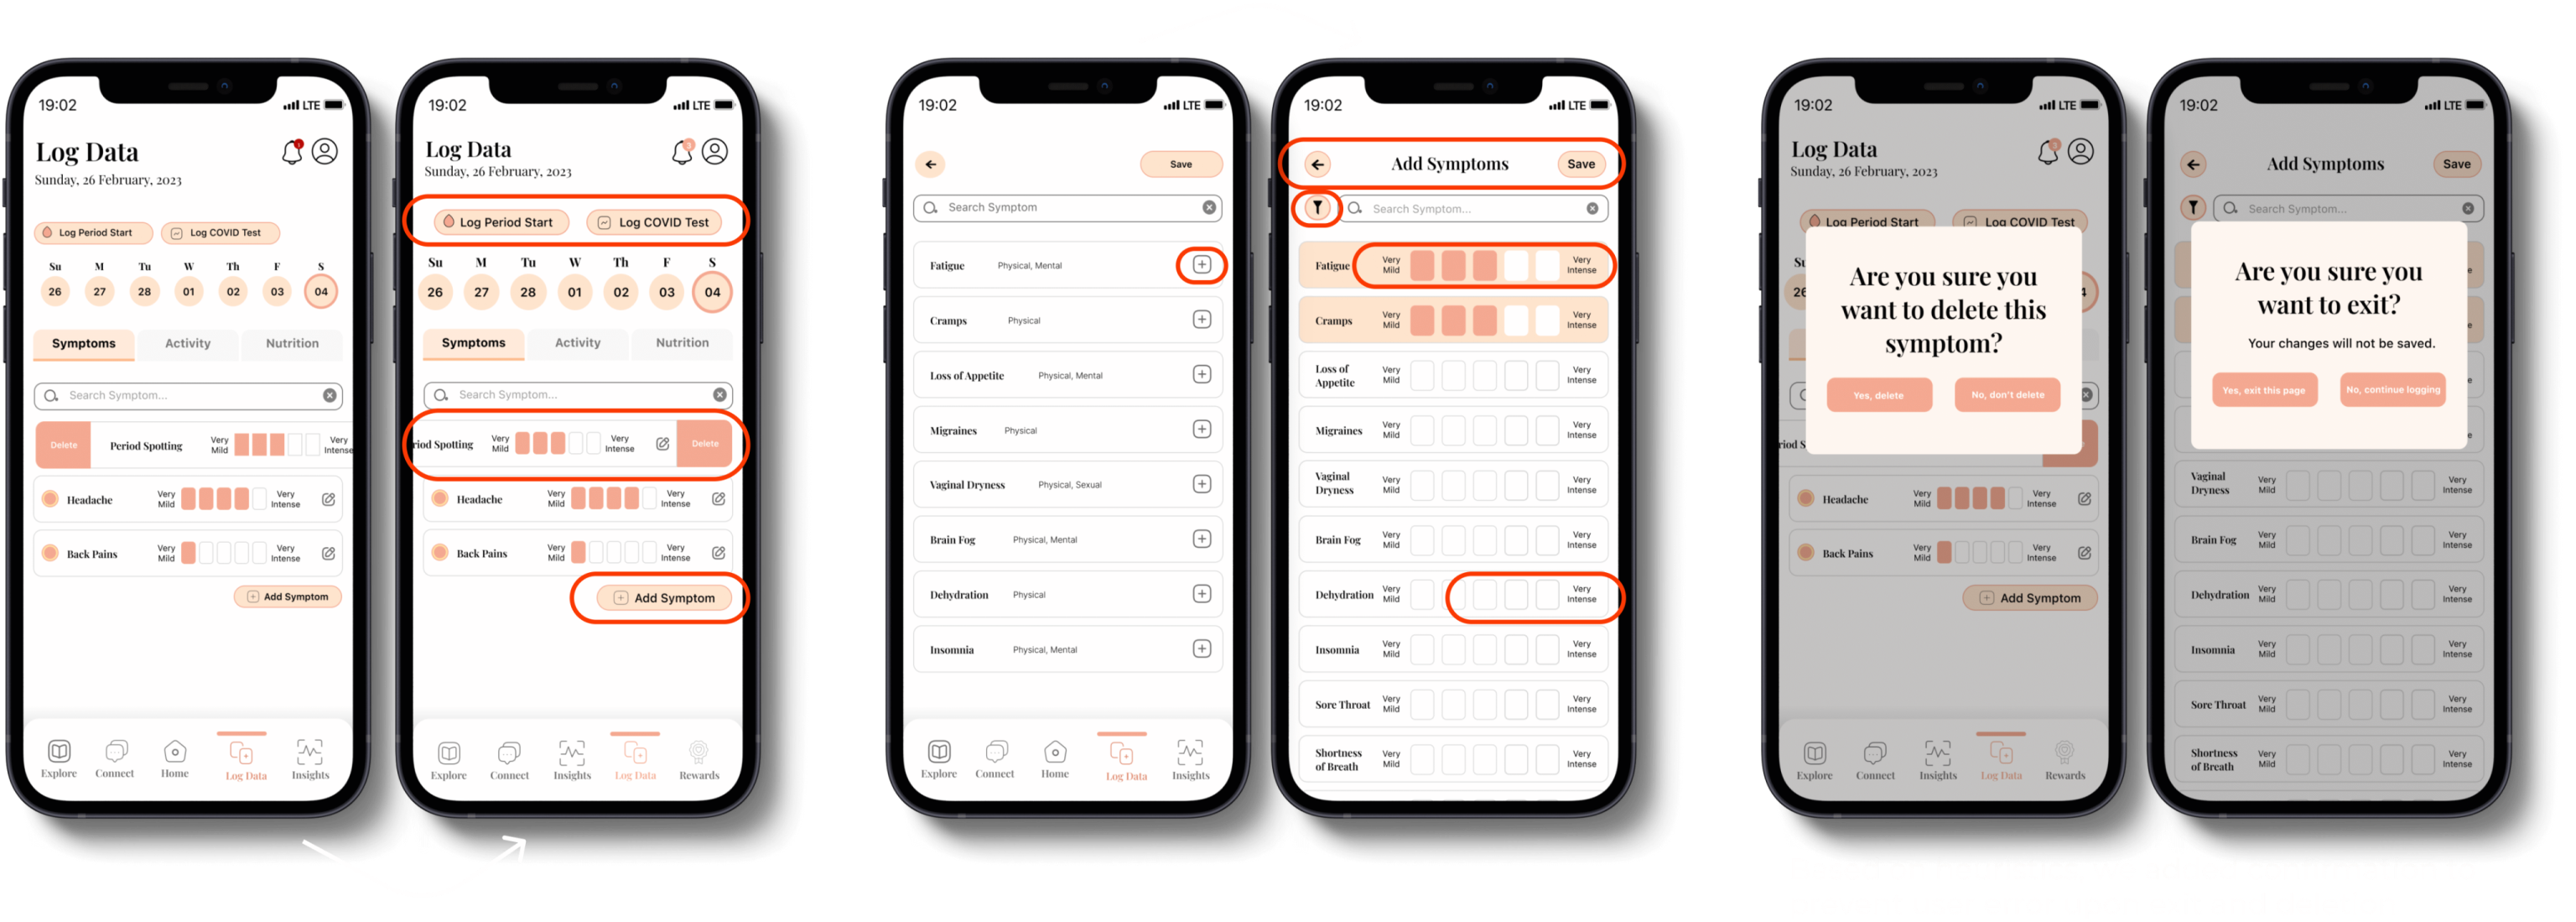 19:02
LTE
Log Data
Sunday, 26 February, 2023
Log Period Start
Log COVID Test
Su M Tu W Th F S
26 27 28 01 02 03 04
Symptoms Activity Nutrition
Search Symptom...
Delete Period Spotting Very Mild Very Intense
Headache Very Mild Very Intense
Back Pains Very Mild Very Intense
Add Symptom
Explore Connect Home Log Data Insights
19:02
LTE
Log Data
Sunday, 26 February, 2023
Log Period Start
Log COVID Test
Su M Tu W Th F S
26 27 28 01 02 03 04
Symptoms Activity Nutrition
Search Symptom...
riod Spotting Very Mild Very Intense Delete
Headache Very Mild Very Intense
Back Pains Very Mild Very Intense
Add Symptom
Explore Connect Insights Log Data Rewards
19:02
LTE
Save
Search Symptom
Fatigue Physical, Mental
Cramps Physical
Loss of Appetite Physical, Mental
Migraines Physical
Vaginal Dryness Physical, Sexual
Brain Fog Physical, Mental
Dehydration Physical
Insomnia Physical, Mental
Explore Connect Home Log Data Insights
19:02
LTE
Add Symptoms
Save
Search Symptom...
Fatigue Very Mild Very Intense
Cramps Very Mild Very Intense
Loss of Appetite Very Mild Very Intense
Migraines Very Mild Very Intense
Vaginal Dryness Very Mild Very Intense
Brain Fog Very Mild Very Intense
Dehydration Very Mild Very Intense
Insomnia Very Mild Very Intense
Sore Throat Very Mild Very Intense
Shortness of Breath Very Mild Very Intense
19:02
LTE
Log Data
Sunday, 26 February, 2023
Log Period Start
Log COVID Test
Are you sure you
want to delete this
symptom?
Yes, delete
No, don't delete
riod S
Headache Very Mild Very Intense
Back Pains Very Mild Very Intense
Add Symptom
Explore Connect Insights Log Data Rewards
19:02
LTE
Add Symptoms
Save
Search Symptom...
Are you sure you
want to exit?
Your changes will not be saved.
Yes, exit this page
No, continue logging
Vaginal Dryness Very Mild Very Intense
Brain Fog Very Mild Very Intense
Dehydration Very Mild Very Intense
Insomnia Very Mild Very Intense
Sore Throat Very Mild Very Intense
Shortness of Breath Very Mild Very Intense